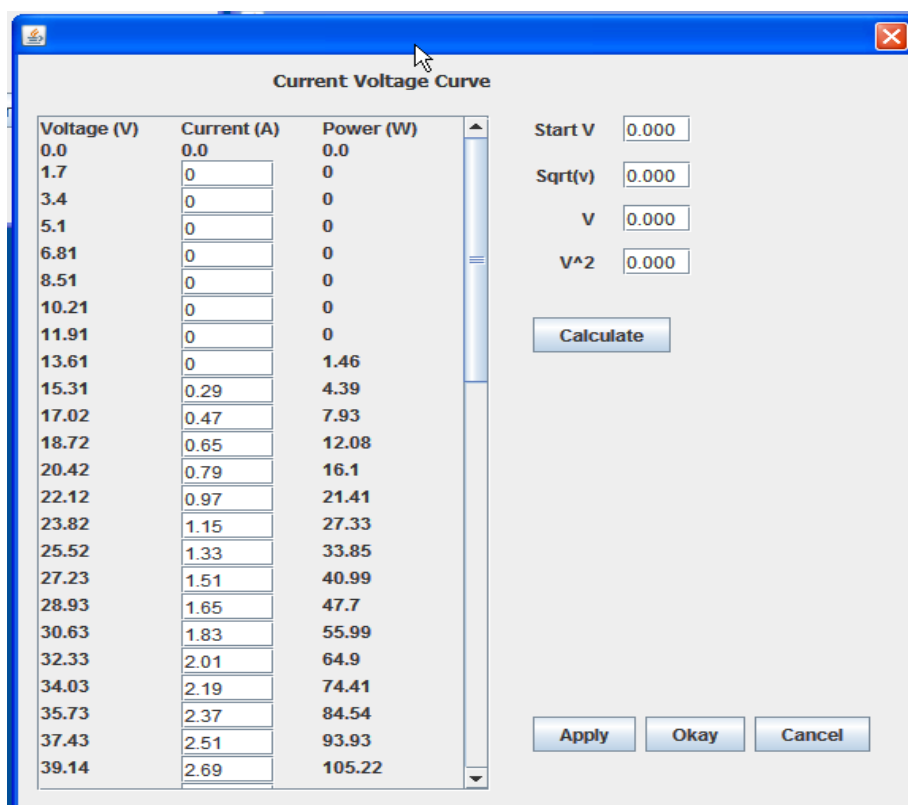 Current Voltage Curve
Voltage (V) Current (A) Power (W)
0.0 0.0 0.0
1.7 0 0
3.4 0 0
5.1 0 0
6.81 0 0
8.51 0 0
10.21 0 0
11.91 0 0
13.61 0 1.46
15.31 0.29 4.39
17.02 0.47 7.93
18.72 0.65 12.08
20.42 0.79 16.1
22.12 0.97 21.41
23.82 1.15 27.33
25.52 1.33 33.85
27.23 1.51 40.99
28.93 1.65 47.7
30.63 1.83 55.99
32.33 2.01 64.9
34.03 2.19 74.41
35.73 2.37 84.54
37.43 2.51 93.93
39.14 2.69 105.22
Start V 0.000
Sqrt(v) 0.000
V 0.000
V^2 0.000
Calculate
Apply Okay Cancel